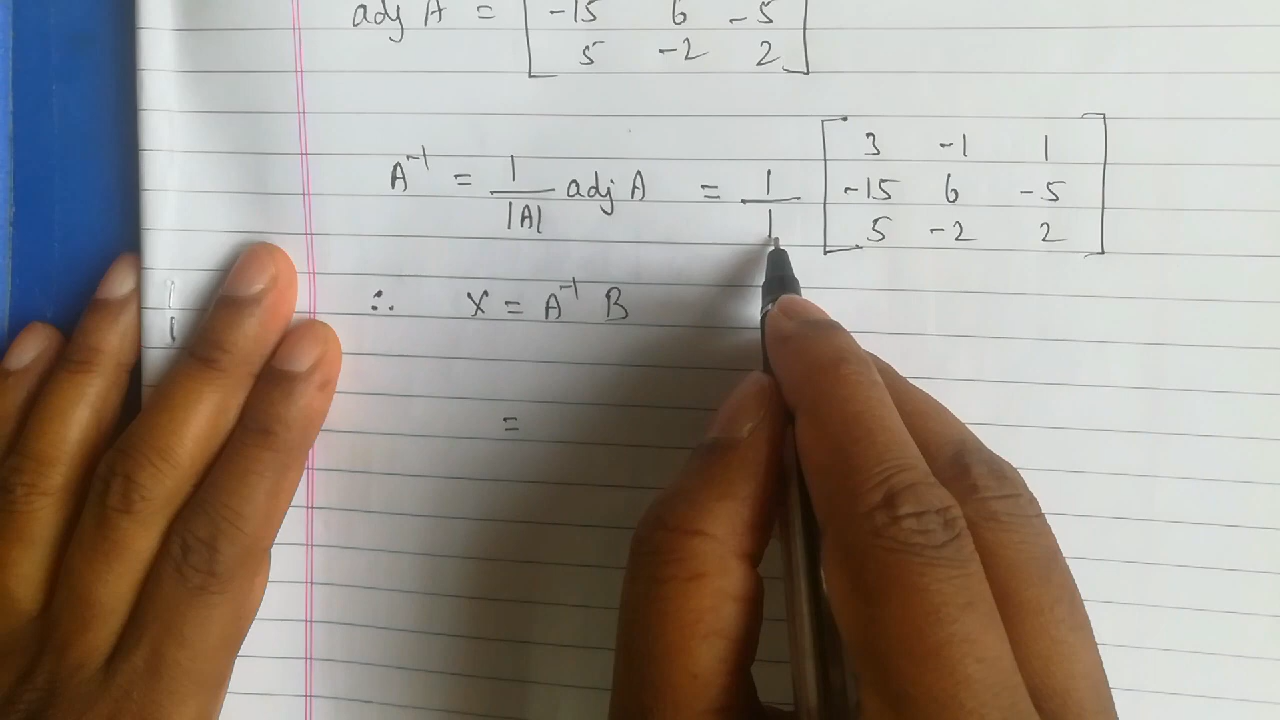 adj A = [ -15 6 -5
5 -2 2 ]
A⁻¹ = 1/|A| adj A = 1/1 [ 3 -1 1
-15 6 -5
5 -2 2 ]
∴ X = A⁻¹ B
=